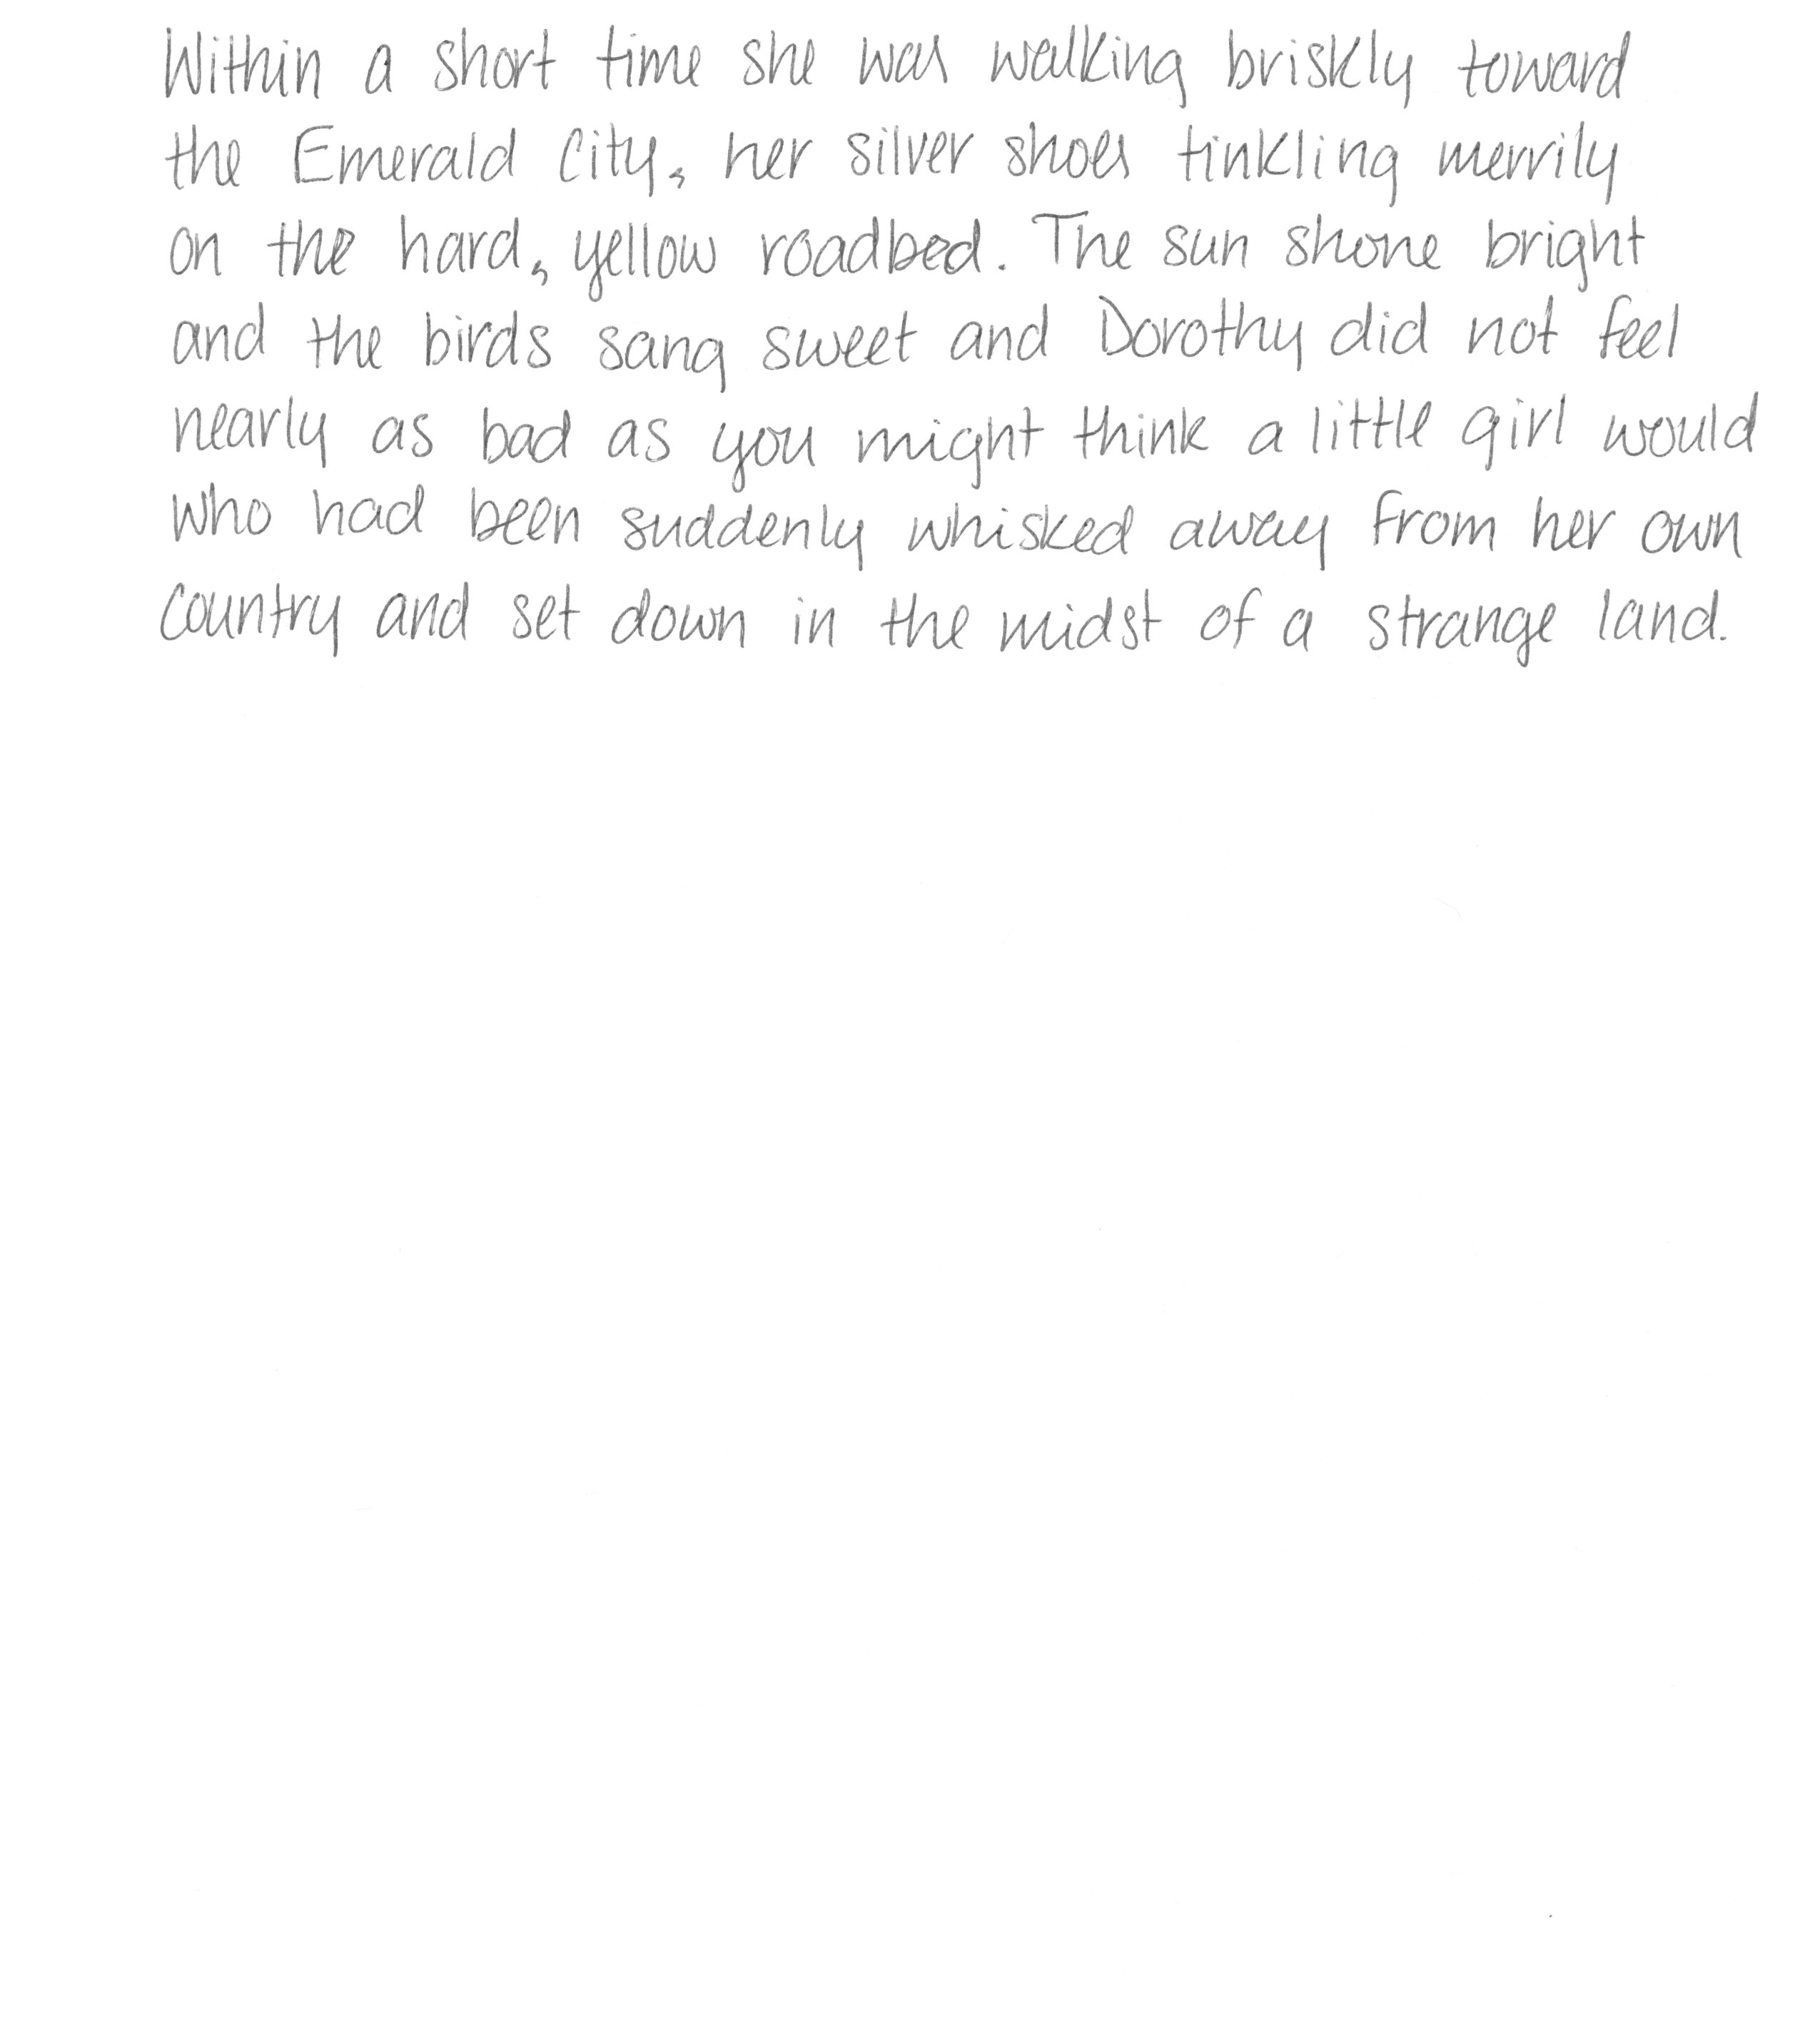 Within a short time she was walking briskly toward
the Emerald City, her silver shoes tinkling merrily
on the hard, yellow roadbed. The sun shone bright
and the birds sang sweet and Dorothy did not feel
nearly as bad as you might think a little girl would
who had been suddenly whisked away from her own
country and set down in the midst of a strange land.